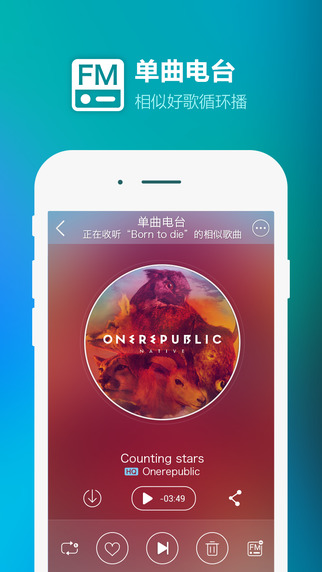 FM
单曲电台
相似好歌循环播
单曲电台
正在收听“Born to die”的相似歌曲
ONEREPUBLIC
NATIVE
Counting stars
HQ Onerepublic
-03:49
FM